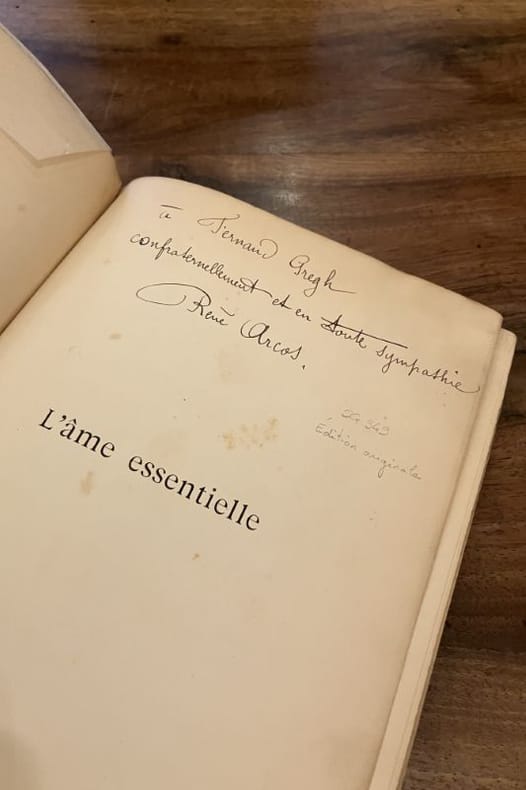 à Fernand Gregh
confraternellement et en toute sympathie
René Arcos.
Édition originale
L'âme essentielle